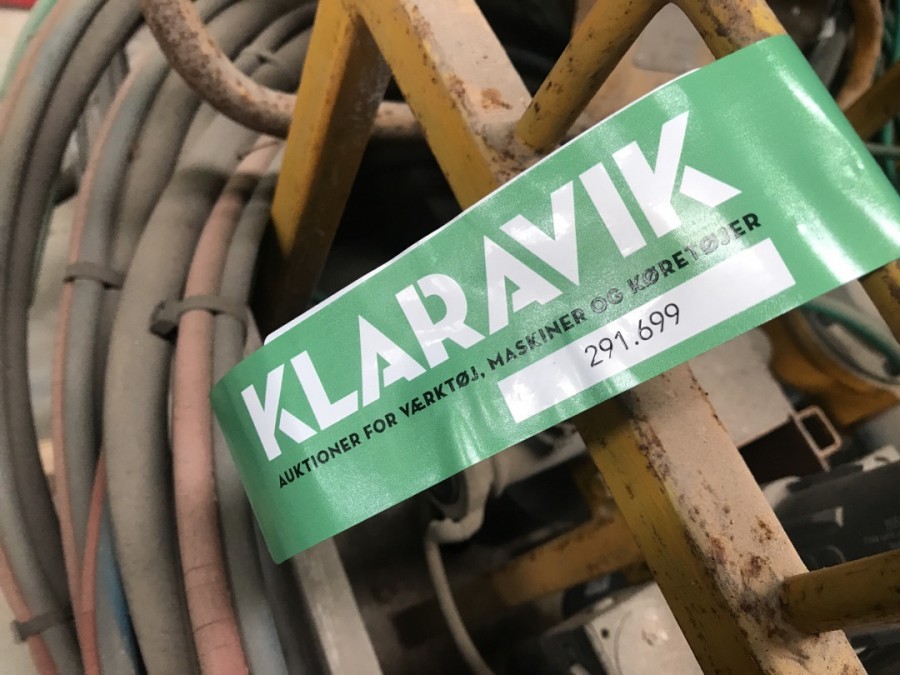 KLARAVIK
AUKTIONER FOR VÆRKTØJ, MASKINER OG KØRETØJER
291.699